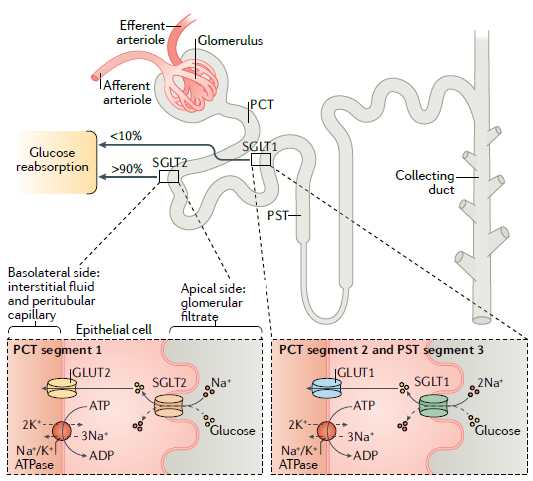 Efferent
arteriole
Glomerulus
Afferent
arteriole
PCT
<10%
SGLT1
Glucose
reabsorption
>90%
SGLT2
Collecting
duct
PST
Basolateral side:
interstitial fluid
and peritubular
capillary
Apical side:
glomerular
filtrate
Epithelial cell
PCT segment 1
GLUT2
SGLT2
Na⁺
ATP
2K⁺
3Na⁺
Glucose
Na⁺/K⁺
ATPase
ADP
PCT segment 2 and PST segment 3
GLUT1
SGLT1
2Na⁺
ATP
2K⁺
3Na⁺
Glucose
Na⁺/K⁺
ATPase
ADP